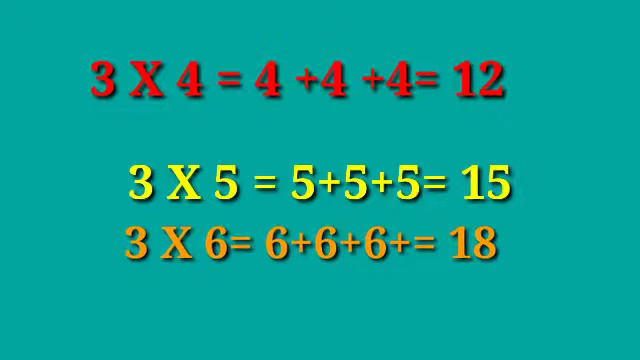 3 X 4 = 4 +4 +4= 12
3 X 5 = 5+5+5= 15
3 X 6= 6+6+6+= 18